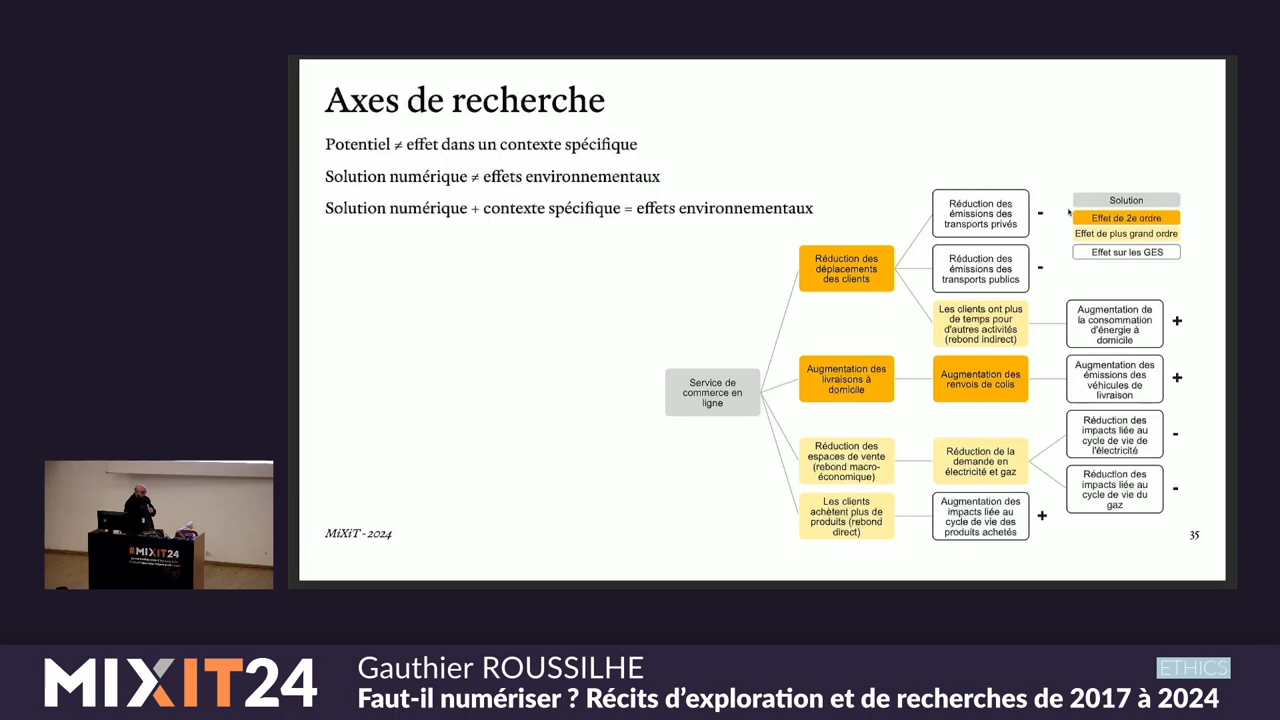 Axes de recherche
Potentiel ≠ effet dans un contexte spécifique
Solution numérique ≠ effets environnementaux
Solution numérique + contexte spécifique = effets environnementaux
Solution
Effet de 2e ordre
Effet de plus grand ordre
Effet sur les GES
Service de
commerce en
ligne
Réduction des
déplacements
des clients
Réduction des
émissions des
transports privés
-
Réduction des
émissions des
transports publics
-
Les clients ont plus
de temps pour
d'autres activités
(rebond indirect)
Augmentation de
la consommation
d'énergie à
domicile
+
Augmentation des
livraisons à
domicile
Augmentation des
renvois de colis
Augmentation des
émissions des
véhicules de
livraison
+
Réduction des
espaces de vente
(rebond macro-
économique)
Réduction de la
demande en
électricité et gaz
Réduction des
impacts liée au
cycle de vie de
l'électricité
-
Réduction des
impacts liée au
cycle de vie du
gaz
-
Les clients
achètent plus de
produits (rebond
direct)
Augmentation des
impacts liée au
cycle de vie des
produits achetés
+
MiXiT - 2024
35
#MIXIT24
MIXIT24
Gauthier ROUSSILHE
ETHICS
Faut-il numériser ? Récits d'exploration et de recherches de 2017 à 2024